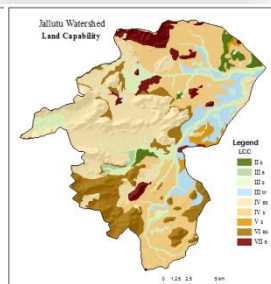 Jallutu Watershed
Land Capability
Legend
LCC
II s
III e
III s
III w
IV es
IV s
V s
VI es
VII e
0 1.25 2.5 5 km